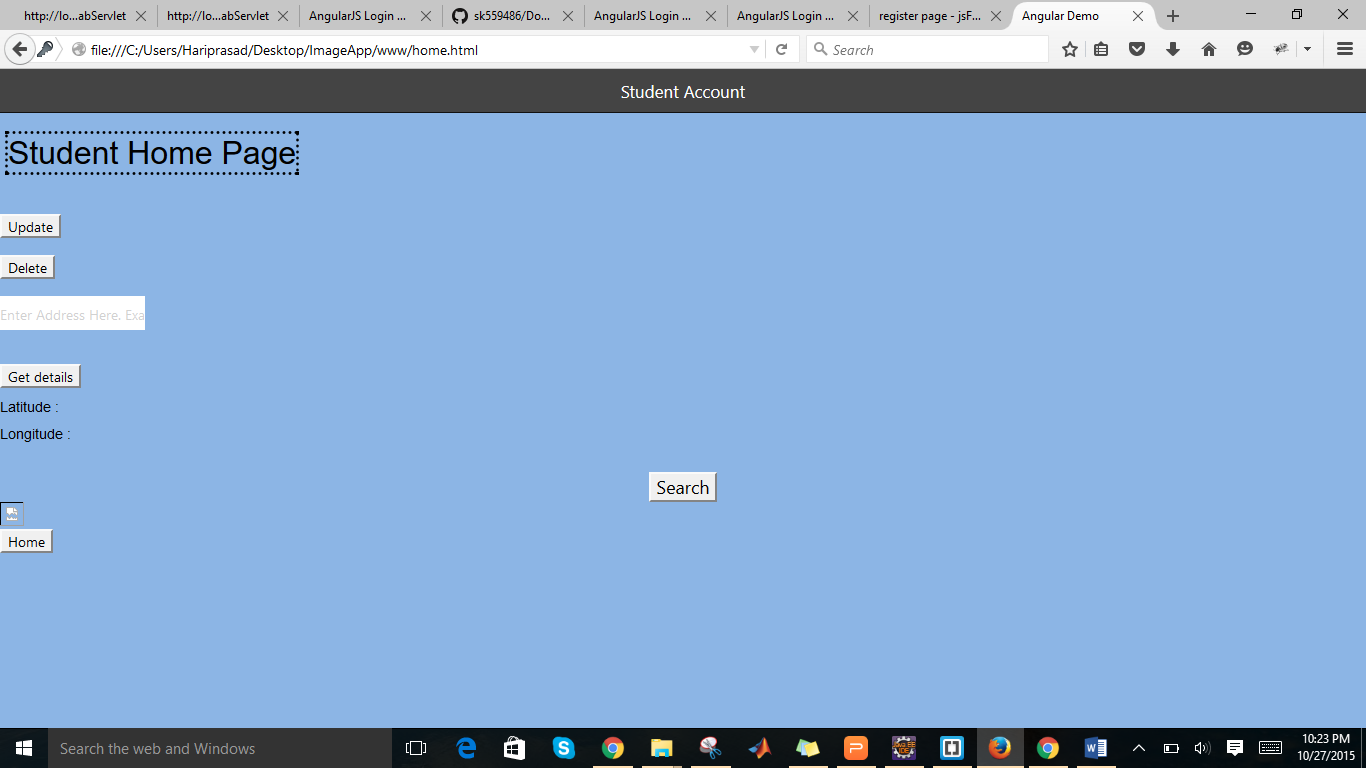 http://lo...abServlet
http://lo...abServlet
AngularJS Login ...
sk559486/Do...
AngularJS Login ...
AngularJS Login ...
register page - jsF...
Angular Demo
file:///C:/Users/Hariprasad/Desktop/ImageApp/www/home.html
Search
Student Account
Student Home Page
Update
Delete
Enter Address Here. Exa
Get details
Latitude :
Longitude :
Search
Home
Search the web and Windows
10:23 PM
10/27/2015